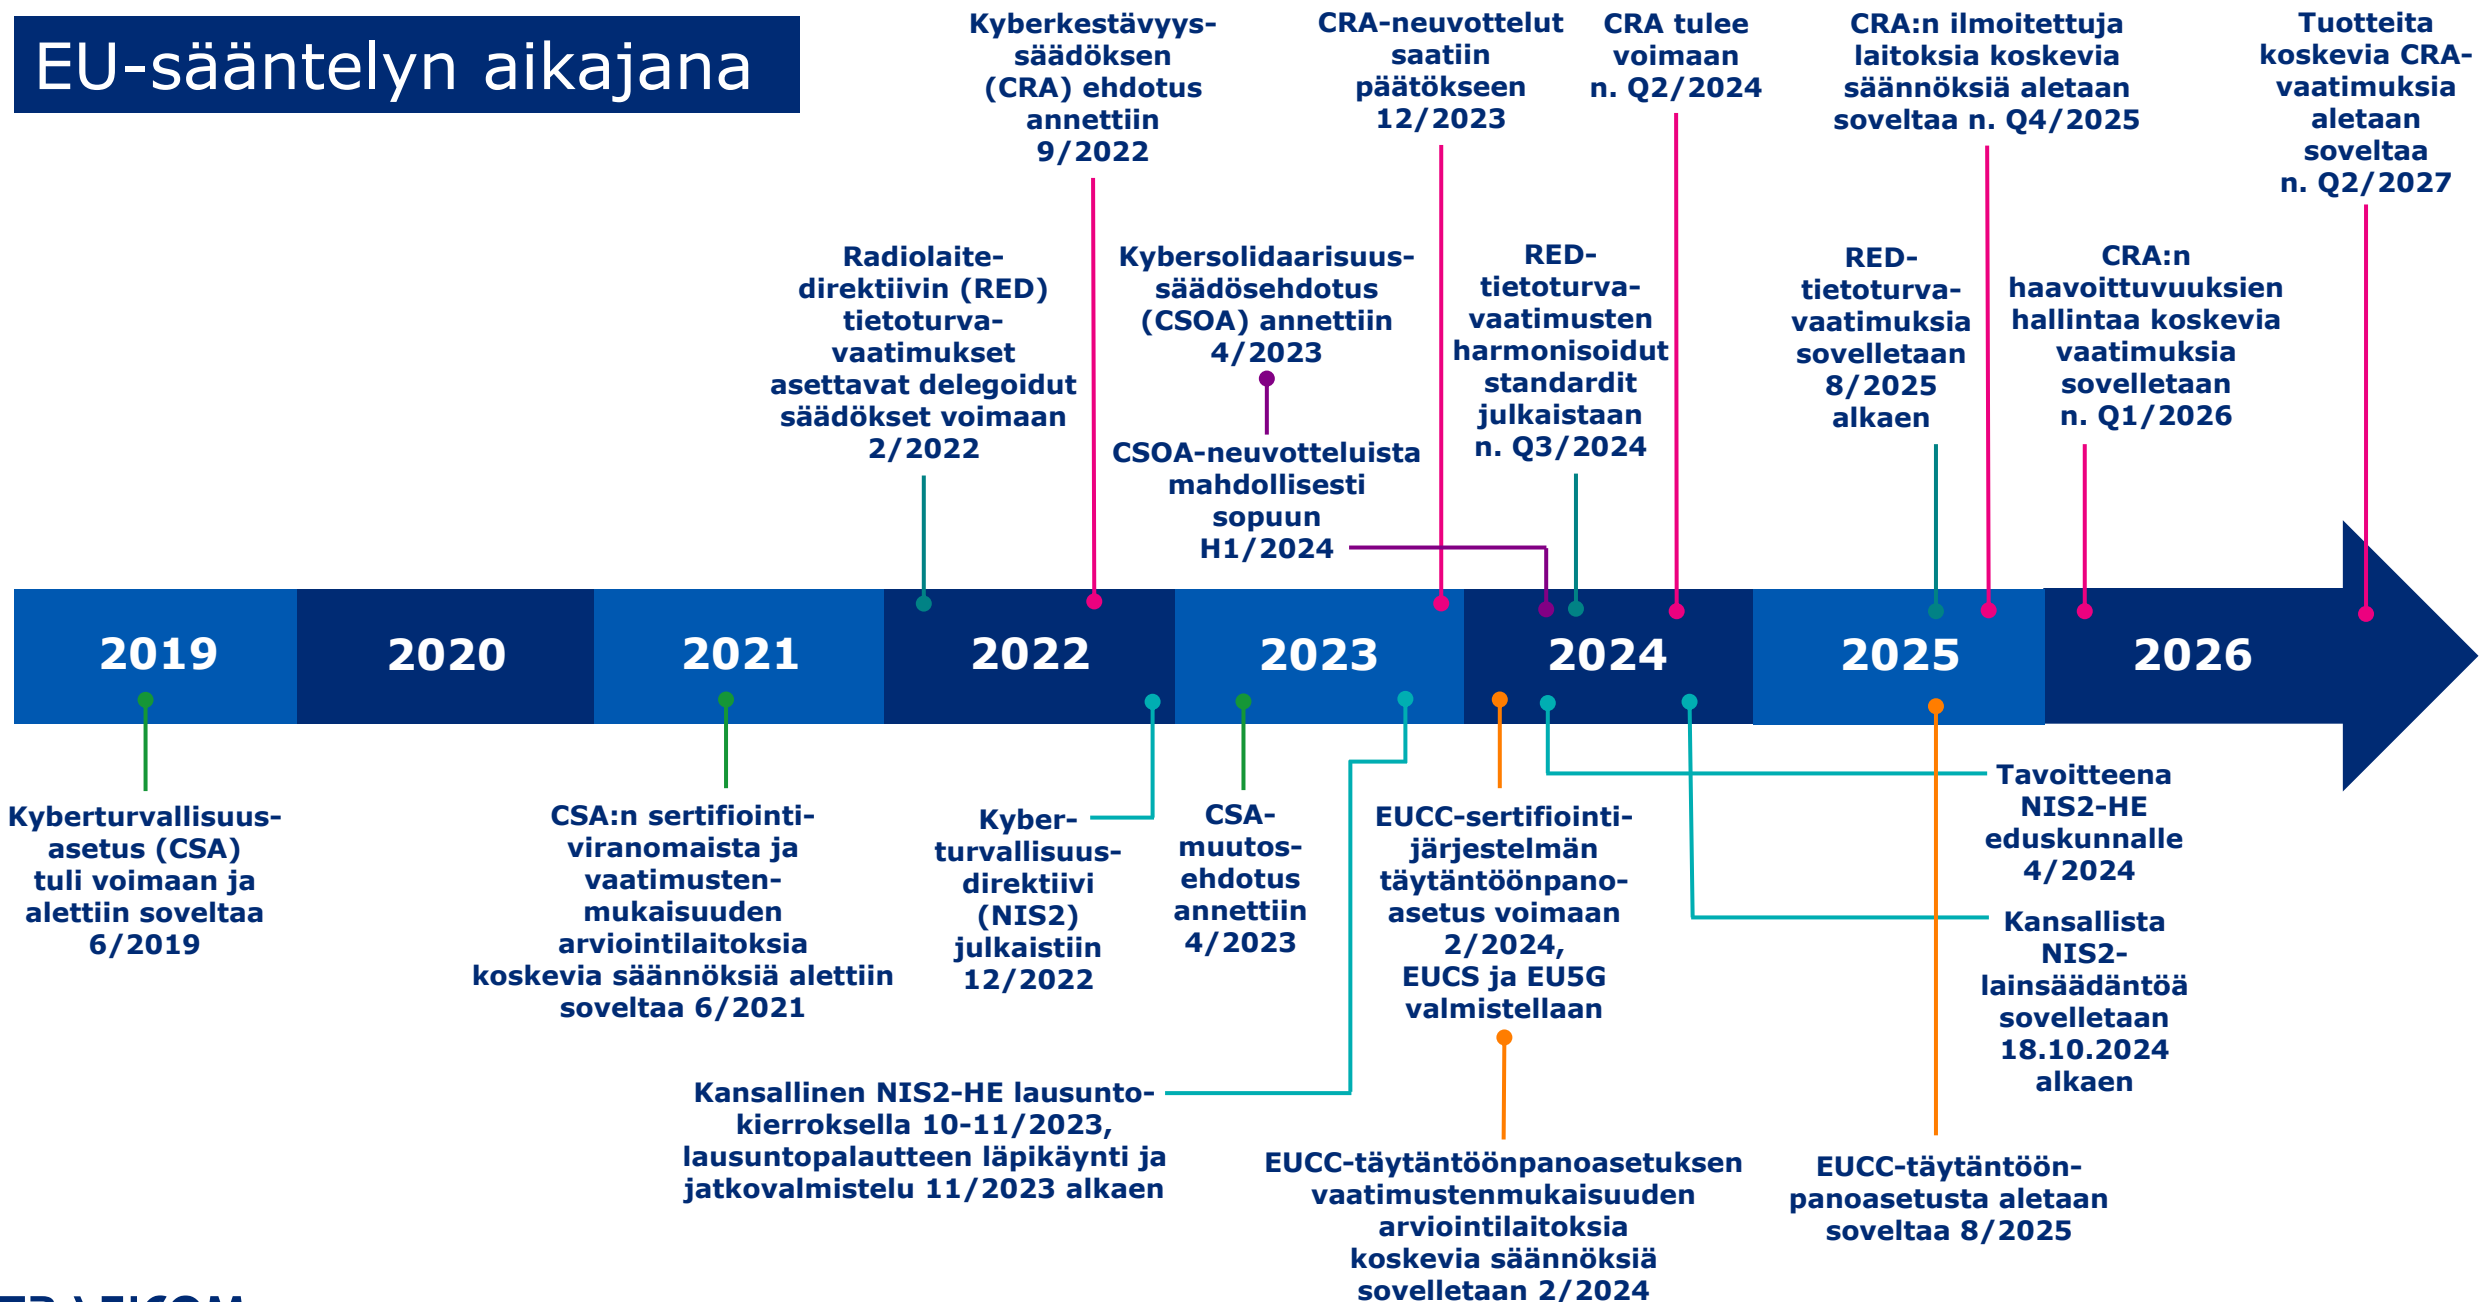 EU-sääntelyn aikajana
Kyberkestävyys-
säädöksen
(CRA) ehdotus
annettiin
9/2022
CRA-neuvottelut
saatiin
päätökseen
12/2023
CRA tulee
voimaan
n. Q2/2024
CRA:n ilmoitettuja
laitoksia koskevia
säännöksiä aletaan
soveltaa n. Q4/2025
Tuotteita
koskevia CRA-
vaatimuksia
aletaan
soveltaa
n. Q2/2027
Radiolaite-
direktiivin (RED)
tietoturva-
vaatimukset
asettavat delegoidut
säädökset voimaan
2/2022
Kybersolidaarisuus-
säädösehdotus
(CSOA) annettiin
4/2023
CSOA-neuvotteluista
mahdollisesti
sopuun
H1/2024
RED-
tietoturva-
vaatimusten
harmonisoidut
standardit
julkaistaan
n. Q3/2024
RED-
tietoturva-
vaatimuksia
sovelletaan
8/2025
alkaen
CRA:n
haavoittuvuuksien
hallintaa koskevia
vaatimuksia
sovelletaan
n. Q1/2026
2019
2020
2021
2022
2023
2024
2025
2026
Kyberturvallisuus-
asetus (CSA)
tuli voimaan ja
alettiin soveltaa
6/2019
CSA:n sertifiointi-
viranomaista ja
vaatimusten-
mukaisuuden
arviointilaitoksia
koskevia säännöksiä alettiin
soveltaa 6/2021
Kyber-
turvallisuus-
direktiivi
(NIS2)
julkaistiin
12/2022
CSA-
muutos-
ehdotus
annettiin
4/2023
EUCC-sertifiointi-
järjestelmän
täytäntöönpano-
asetus voimaan
2/2024,
EUCS ja EU5G
valmistellaan
Tavoitteena
NIS2-HE
eduskunnalle
4/2024
Kansallista
NIS2-
lainsäädäntöä
sovelletaan
18.10.2024
alkaen
Kansallinen NIS2-HE lausunto-
kierroksella 10-11/2023,
lausuntopalautteen läpikäynti ja
jatkovalmistelu 11/2023 alkaen
EUCC-täytäntöönpanoasetuksen
vaatimustenmukaisuuden
arviointilaitoksia
koskevia säännöksiä
sovelletaan 2/2024
EUCC-täytäntöön-
panoasetusta aletaan
soveltaa 8/2025